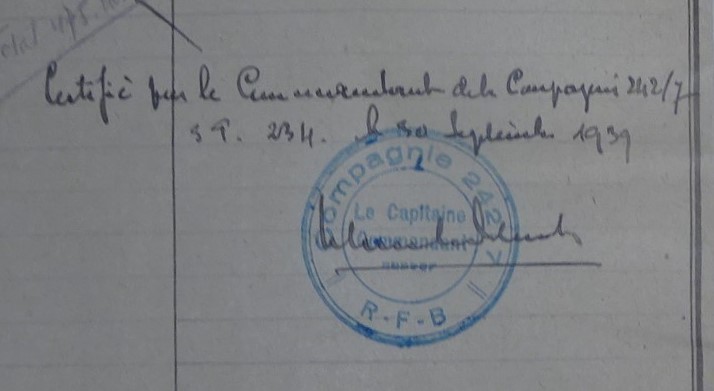 Certifié par le Commandant de la Compagnie 242/7
S P. 234. le 30 Septembre 1939
Compagnie 242
Le Capitaine
Commandant
R-F-B